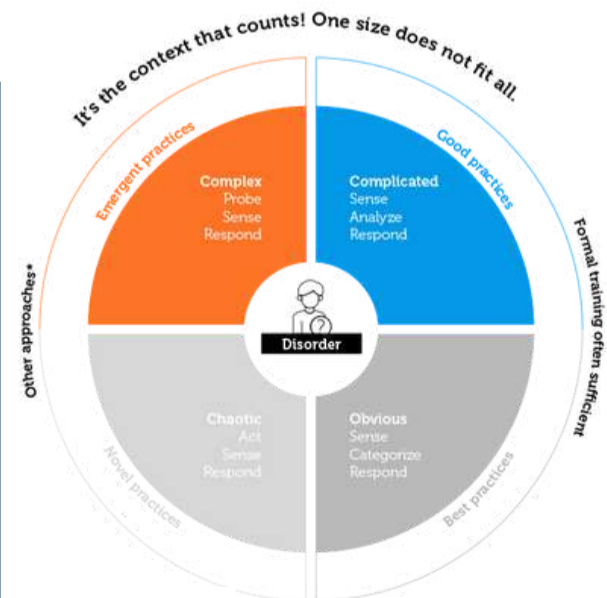 It's the context that counts! One size does not fit all.
Emergent practices
Good practices
Complex
Probe
Sense
Respond
Complicated
Sense
Analyze
Respond
Other approaches*
Formal training often sufficient
?
Disorder
Chaotic
Act
Sense
Respond
Obvious
Sense
Categorize
Respond
Novel practices
Best practices